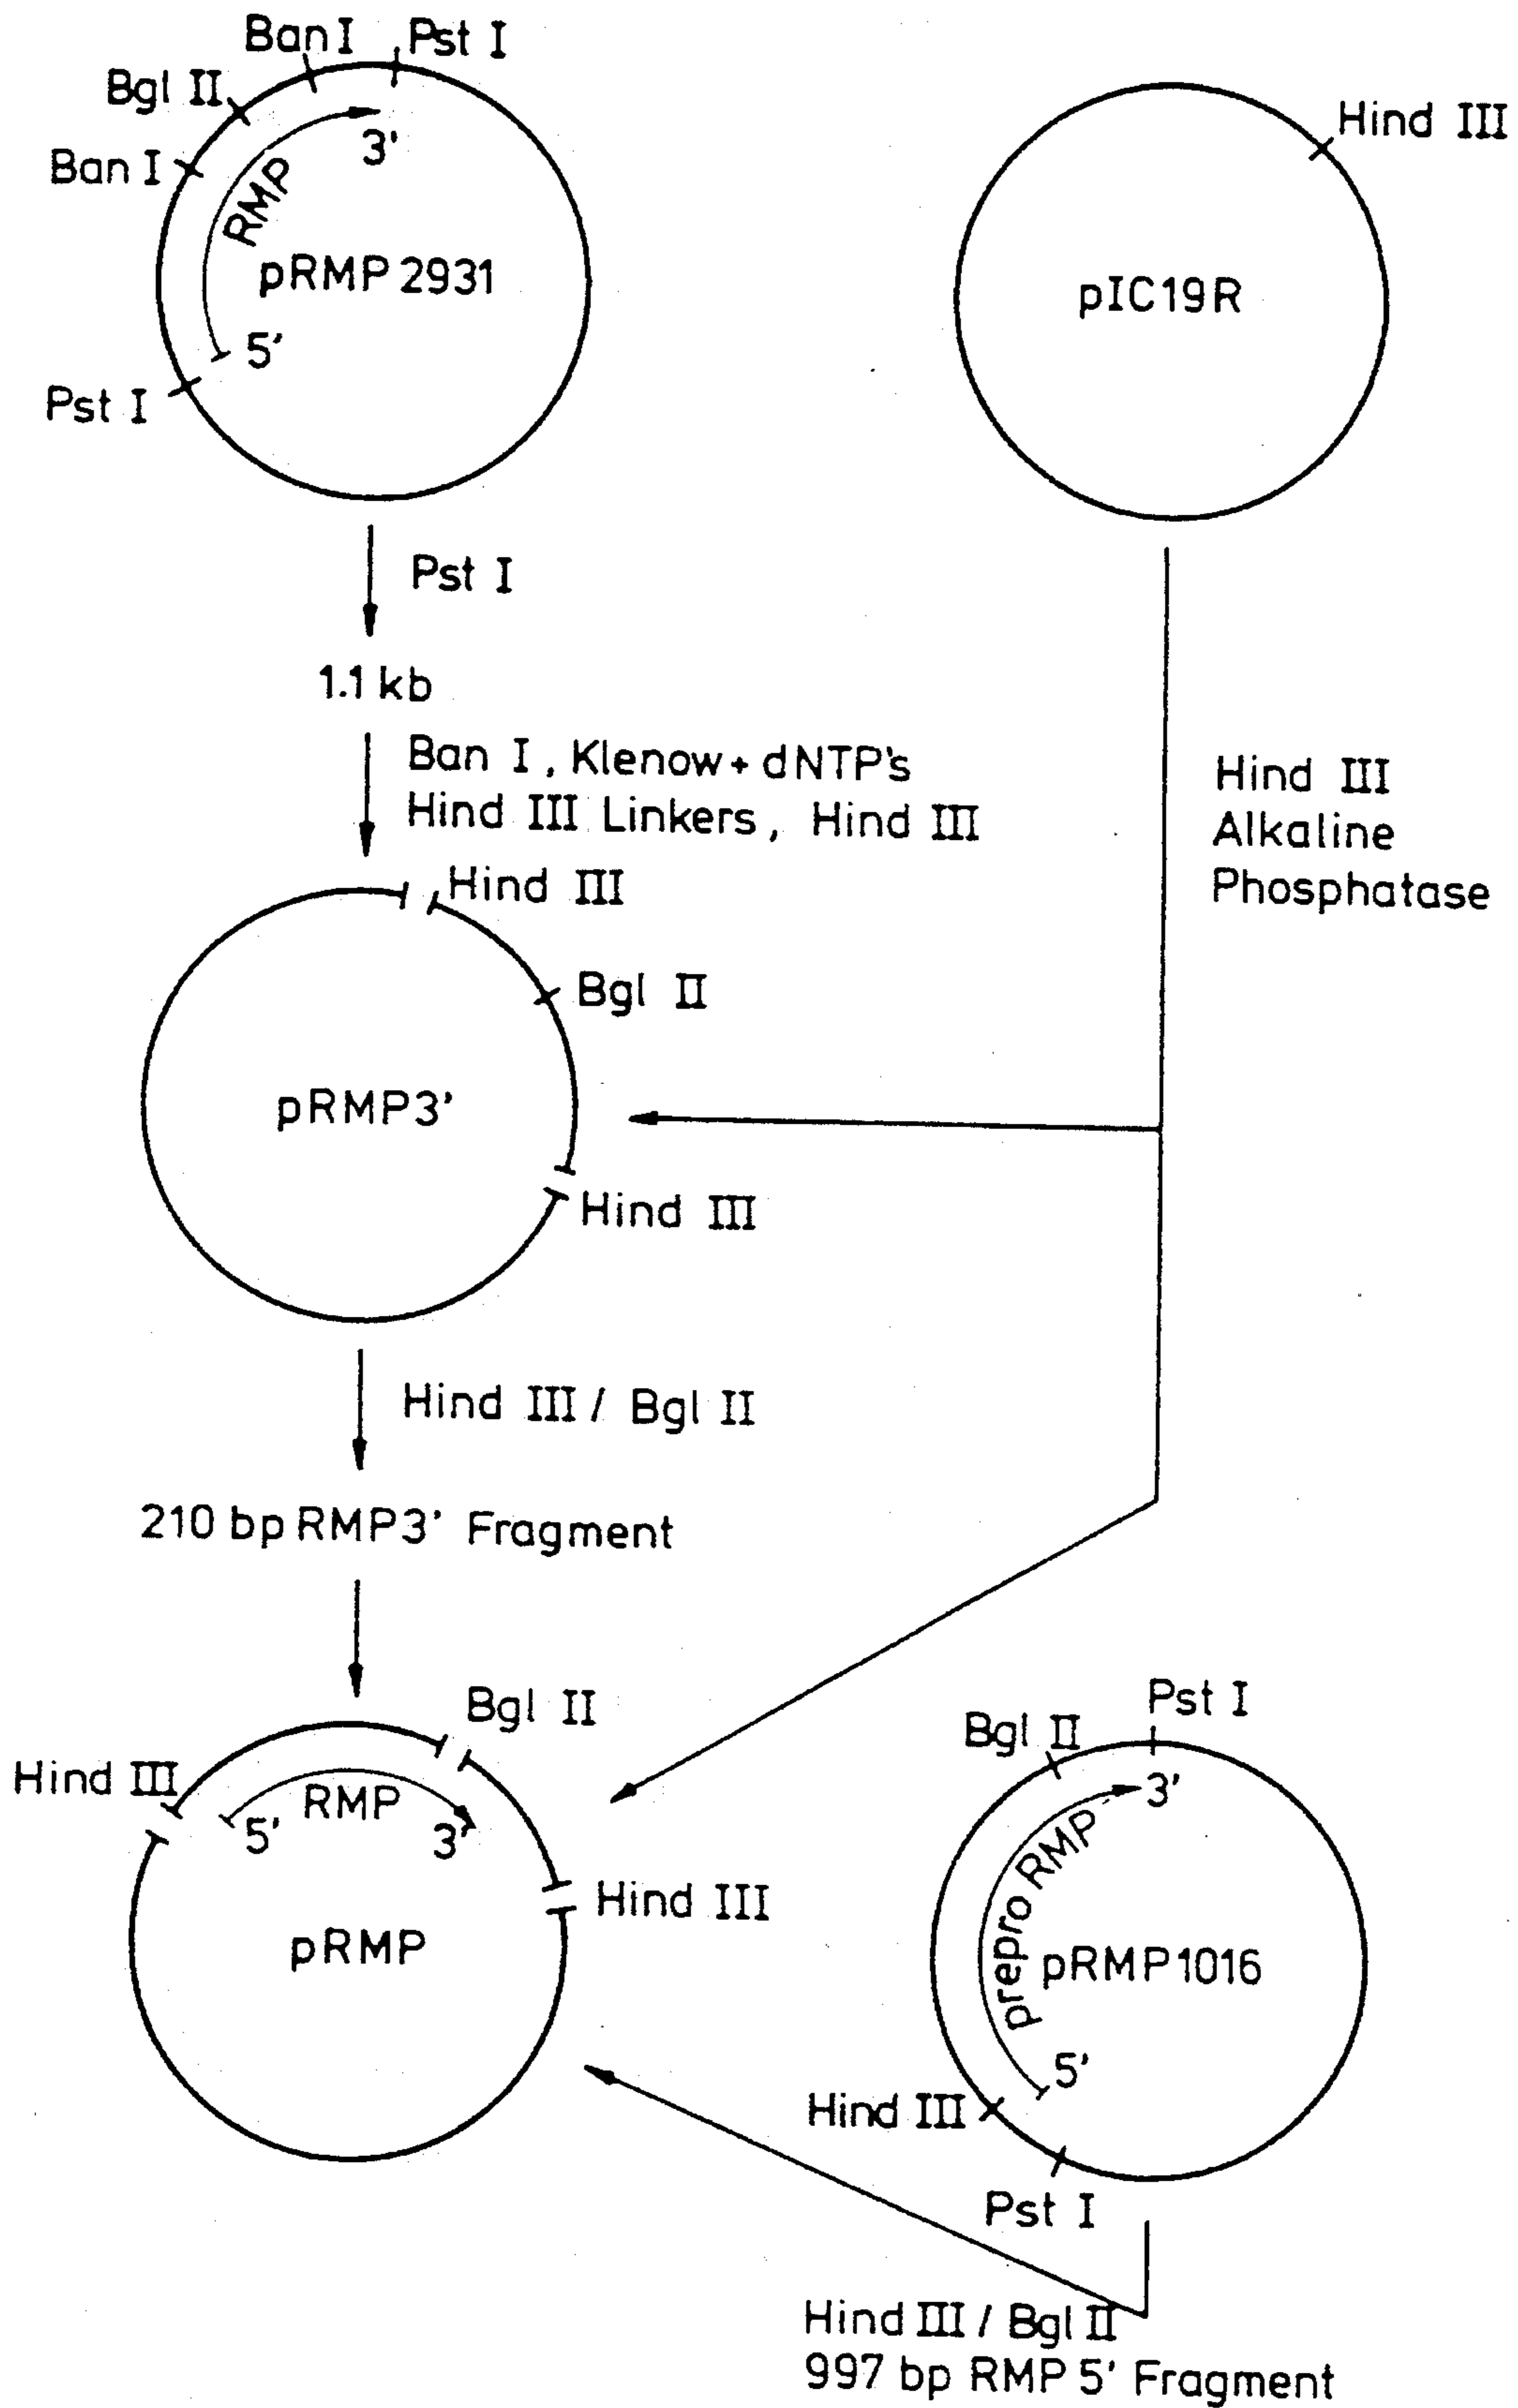 Ban I
Pst I
Bgl II
Ban I
RMP
3'
pRMP 2931
5'
Pst I
Hind III
pIC19R
Pst I
1.1 kb
Ban I, Klenow + dNTP's
Hind III Linkers, Hind III
Hind III
Alkaline
Phosphatase
Hind III
Bgl II
pRMP3'
Hind III
Hind III / Bgl II
210 bp RMP3' Fragment
Bgl II
Hind III
RMP
5'
3'
Hind III
pRMP
Pst I
Bgl II
3'
prepro RMP
pRMP1016
5'
Hind III
Pst I
Hind III / Bgl II
997 bp RMP 5' Fragment